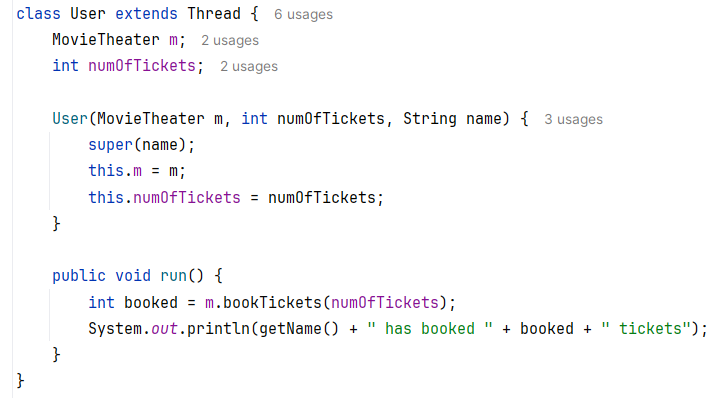 class User extends Thread { 6 usages
MovieTheater m; 2 usages
int numOfTickets; 2 usages
User(MovieTheater m, int numOfTickets, String name) { 3 usages
super(name);
this.m = m;
this.numOfTickets = numOfTickets;
}
public void run() {
int booked = m.bookTickets(numOfTickets);
System.out.println(getName() + " has booked " + booked + " tickets");
}
}